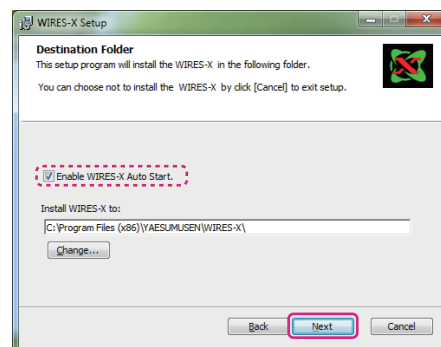 WIRES-X Setup
Destination Folder
This setup program will install the WIRES-X in the following folder.
You can choose not to install the WIRES-X by click [Cancel] to exit setup.
Enable WIRES-X Auto Start.
Install WIRES-X to:
C:\Program Files (x86)\YAESUMUSEN\WIRES-X\
Change...
Back Next Cancel